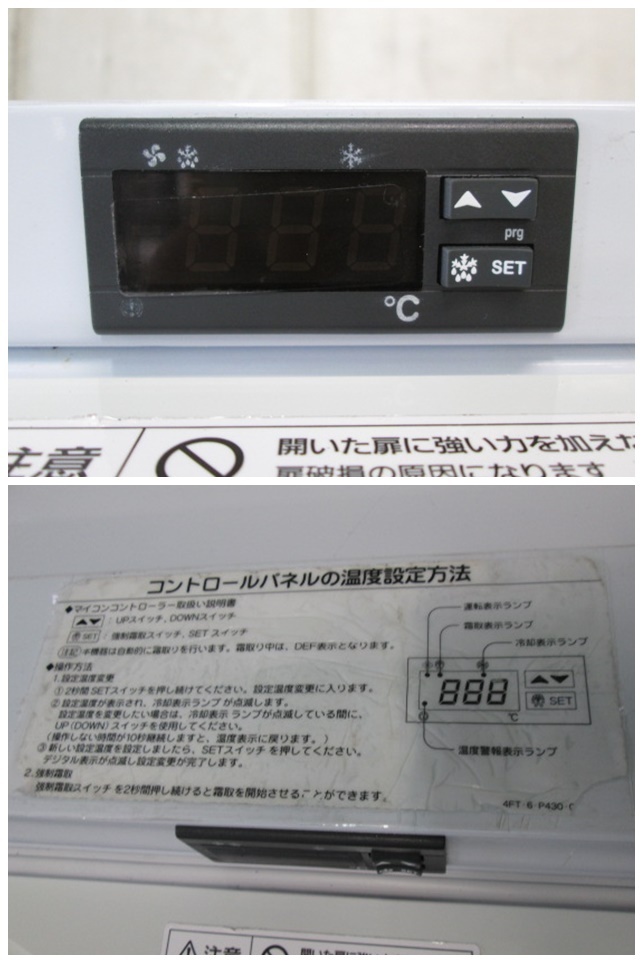 prg
SET
°C
注意
開いた扉に強い力を加えな
扉破損の原因になります
コントロールパネルの温度設定方法
◆マイコンコントローラー取扱い説明書
▲▼ : UPスイッチ、DOWNスイッチ
SET : 強制霜取スイッチ、SET スイッチ
注記 本機器は自動的に霜取りを行います。霜取り中は、DEF表示となります。
◆操作方法
1.設定温度変更
①2秒間 SETスイッチを押し続けてください。設定温度変更に入ります。
②設定温度が表示され、冷却表示ランプが点滅します。
設定温度を変更したい場合は、冷却表示 ランプが点滅している間に、
UP(DOWN)スイッチを使用してください。
(操作しない時間が10秒継続しますと、温度表示に戻ります。)
③新しい設定温度を設定しましたら、SETスイッチ を押してください。
デジタル表示が点滅し設定変更が完了します。
2.強制霜取
強制霜取スイッチ を2秒間押し続けると霜取を開始させることができます。
運転表示ランプ
霜取表示ランプ
冷却表示ランプ
888
SET
℃
温度警報表示ランプ
4FT-6-P430-0
注意